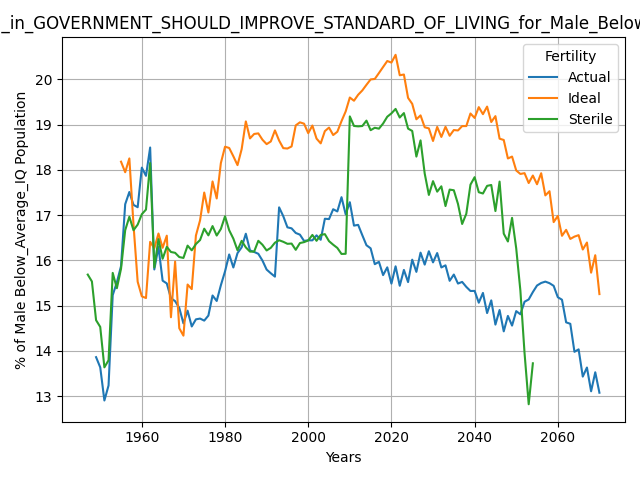 _in_GOVERNMENT_SHOULD_IMPROVE_STANDARD_OF_LIVING_for_Male_Below
Fertility
Actual
Ideal
Sterile
% of Male Below_Average_IQ Population
20
19
18
17
16
15
14
13
1960 1980 2000 2020 2040 2060
Years